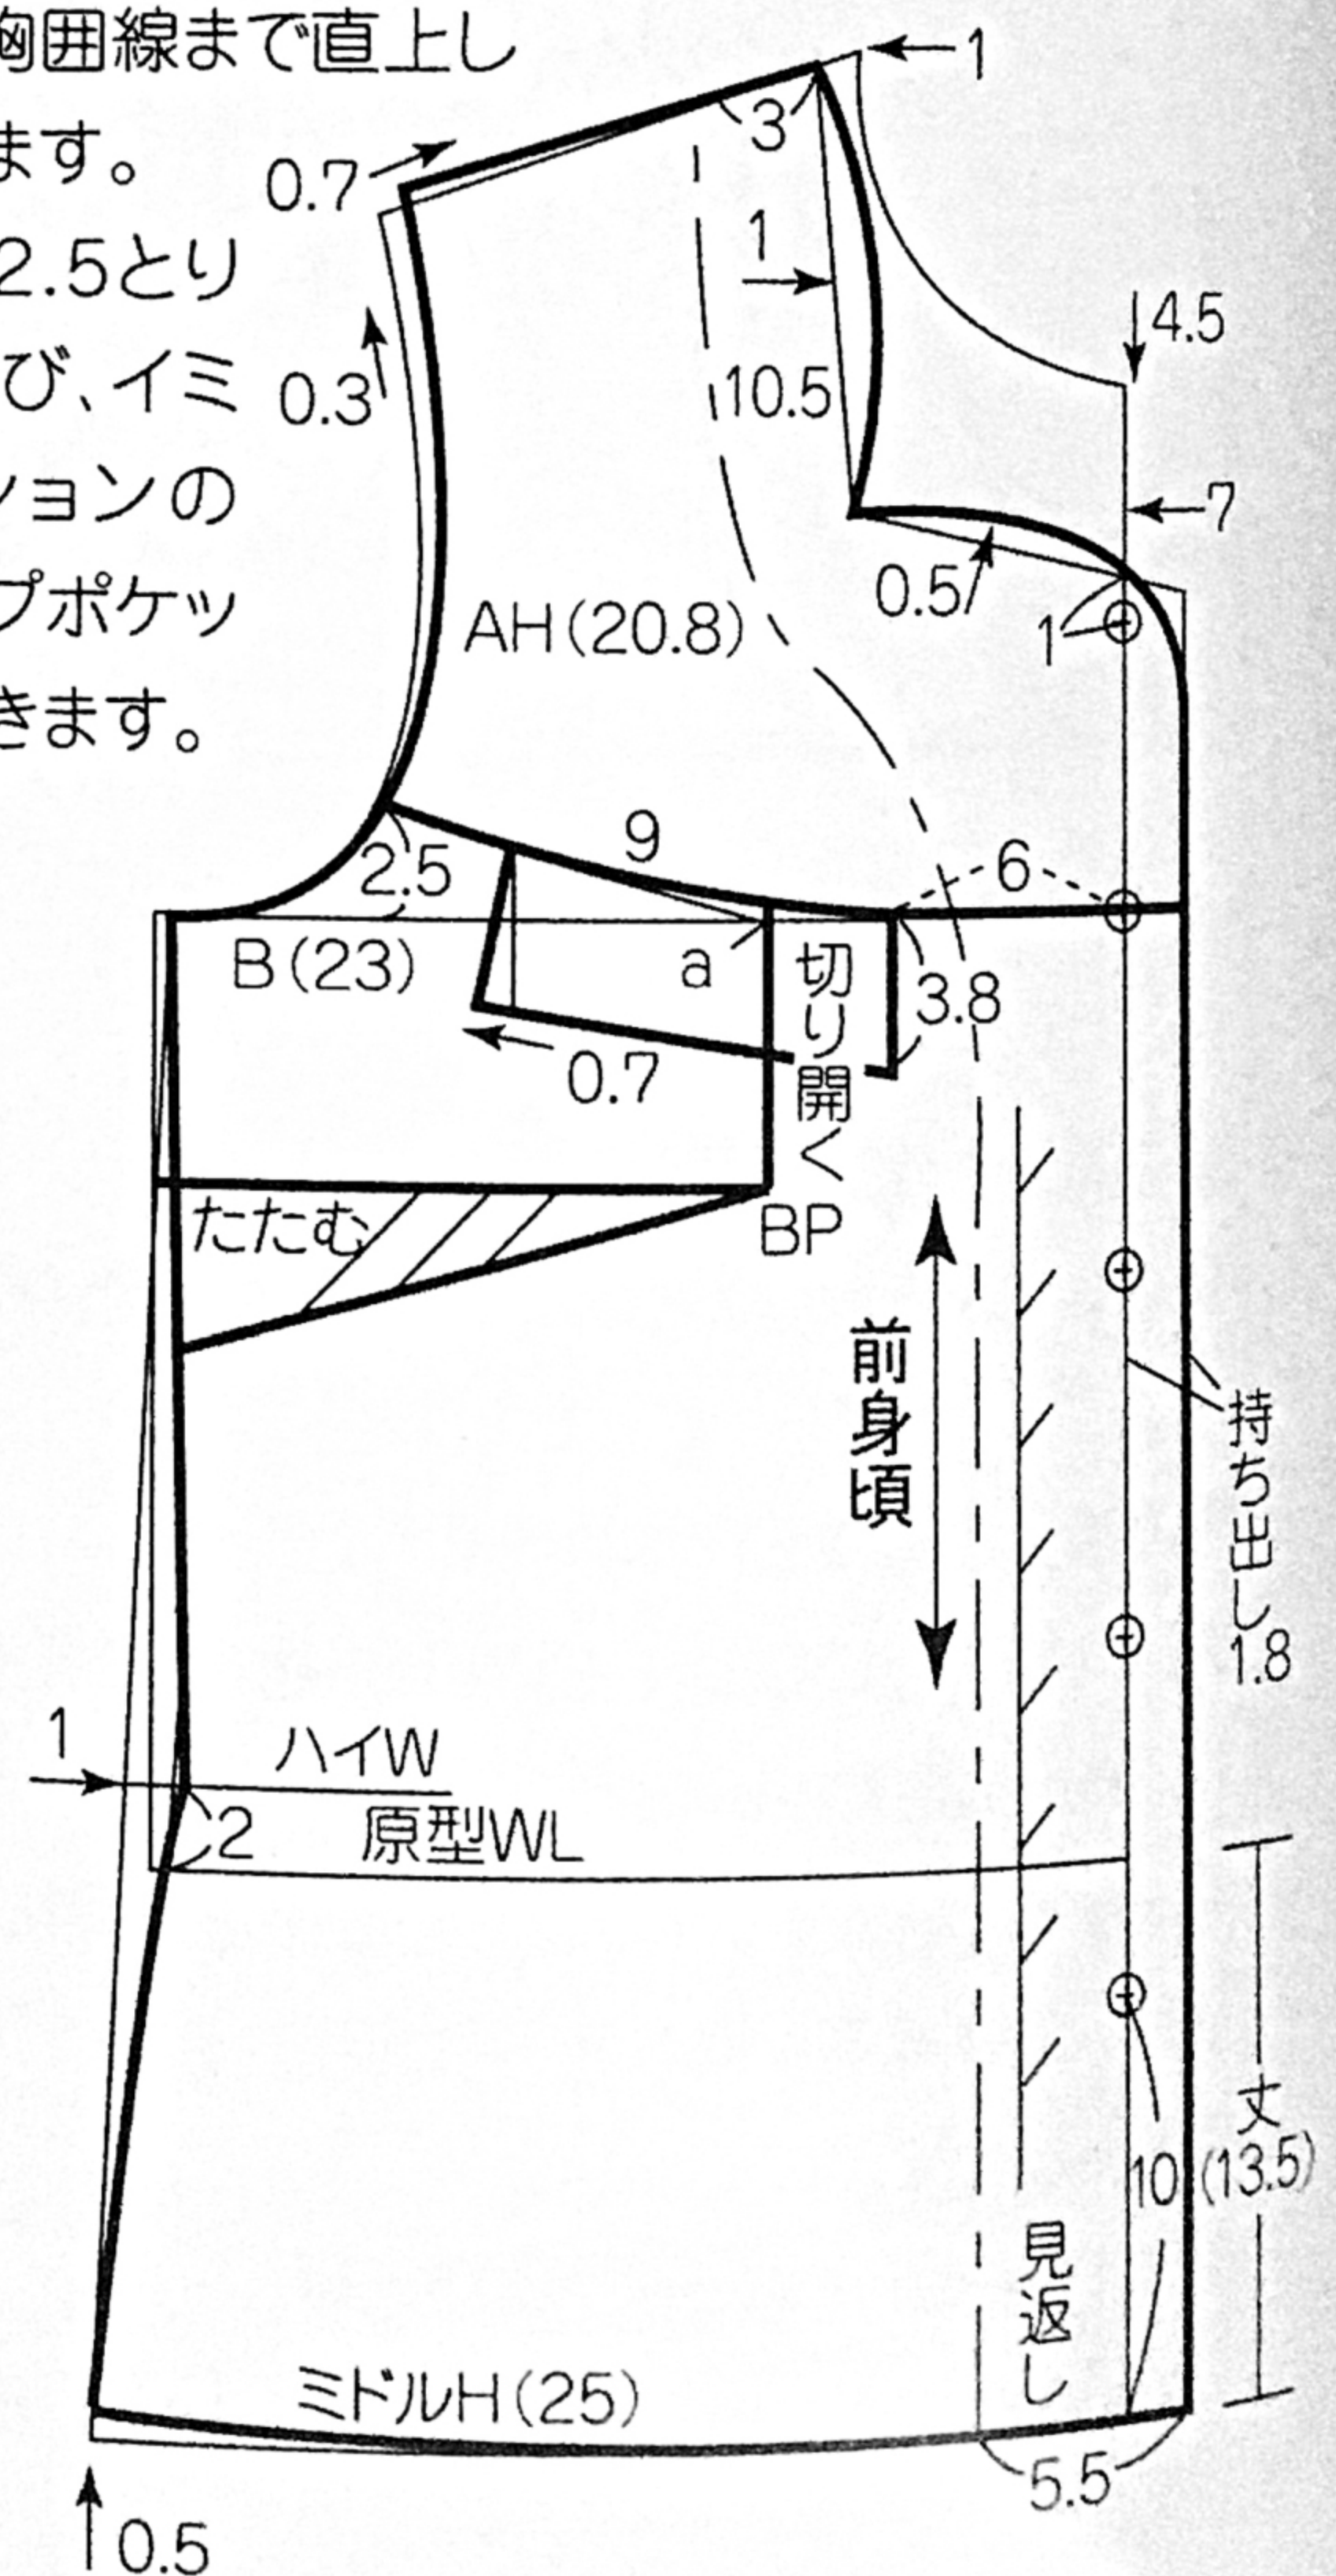 胸囲線まで直上し
ます。
2.5とり
び、イミ
ションの
プポケッ
きます。
1
3
0.7
1
0.3
4.5
10.5
7
0.5
AH(20.8)
1
9
2.5
6
B(23)
a
切り開く
3.8
0.7
たたむ
BP
前身頃
持ち出し1.8
1
ハイW
2
原型WL
丈
(13.5)
10
見返し
ミドルH(25)
5.5
0.5